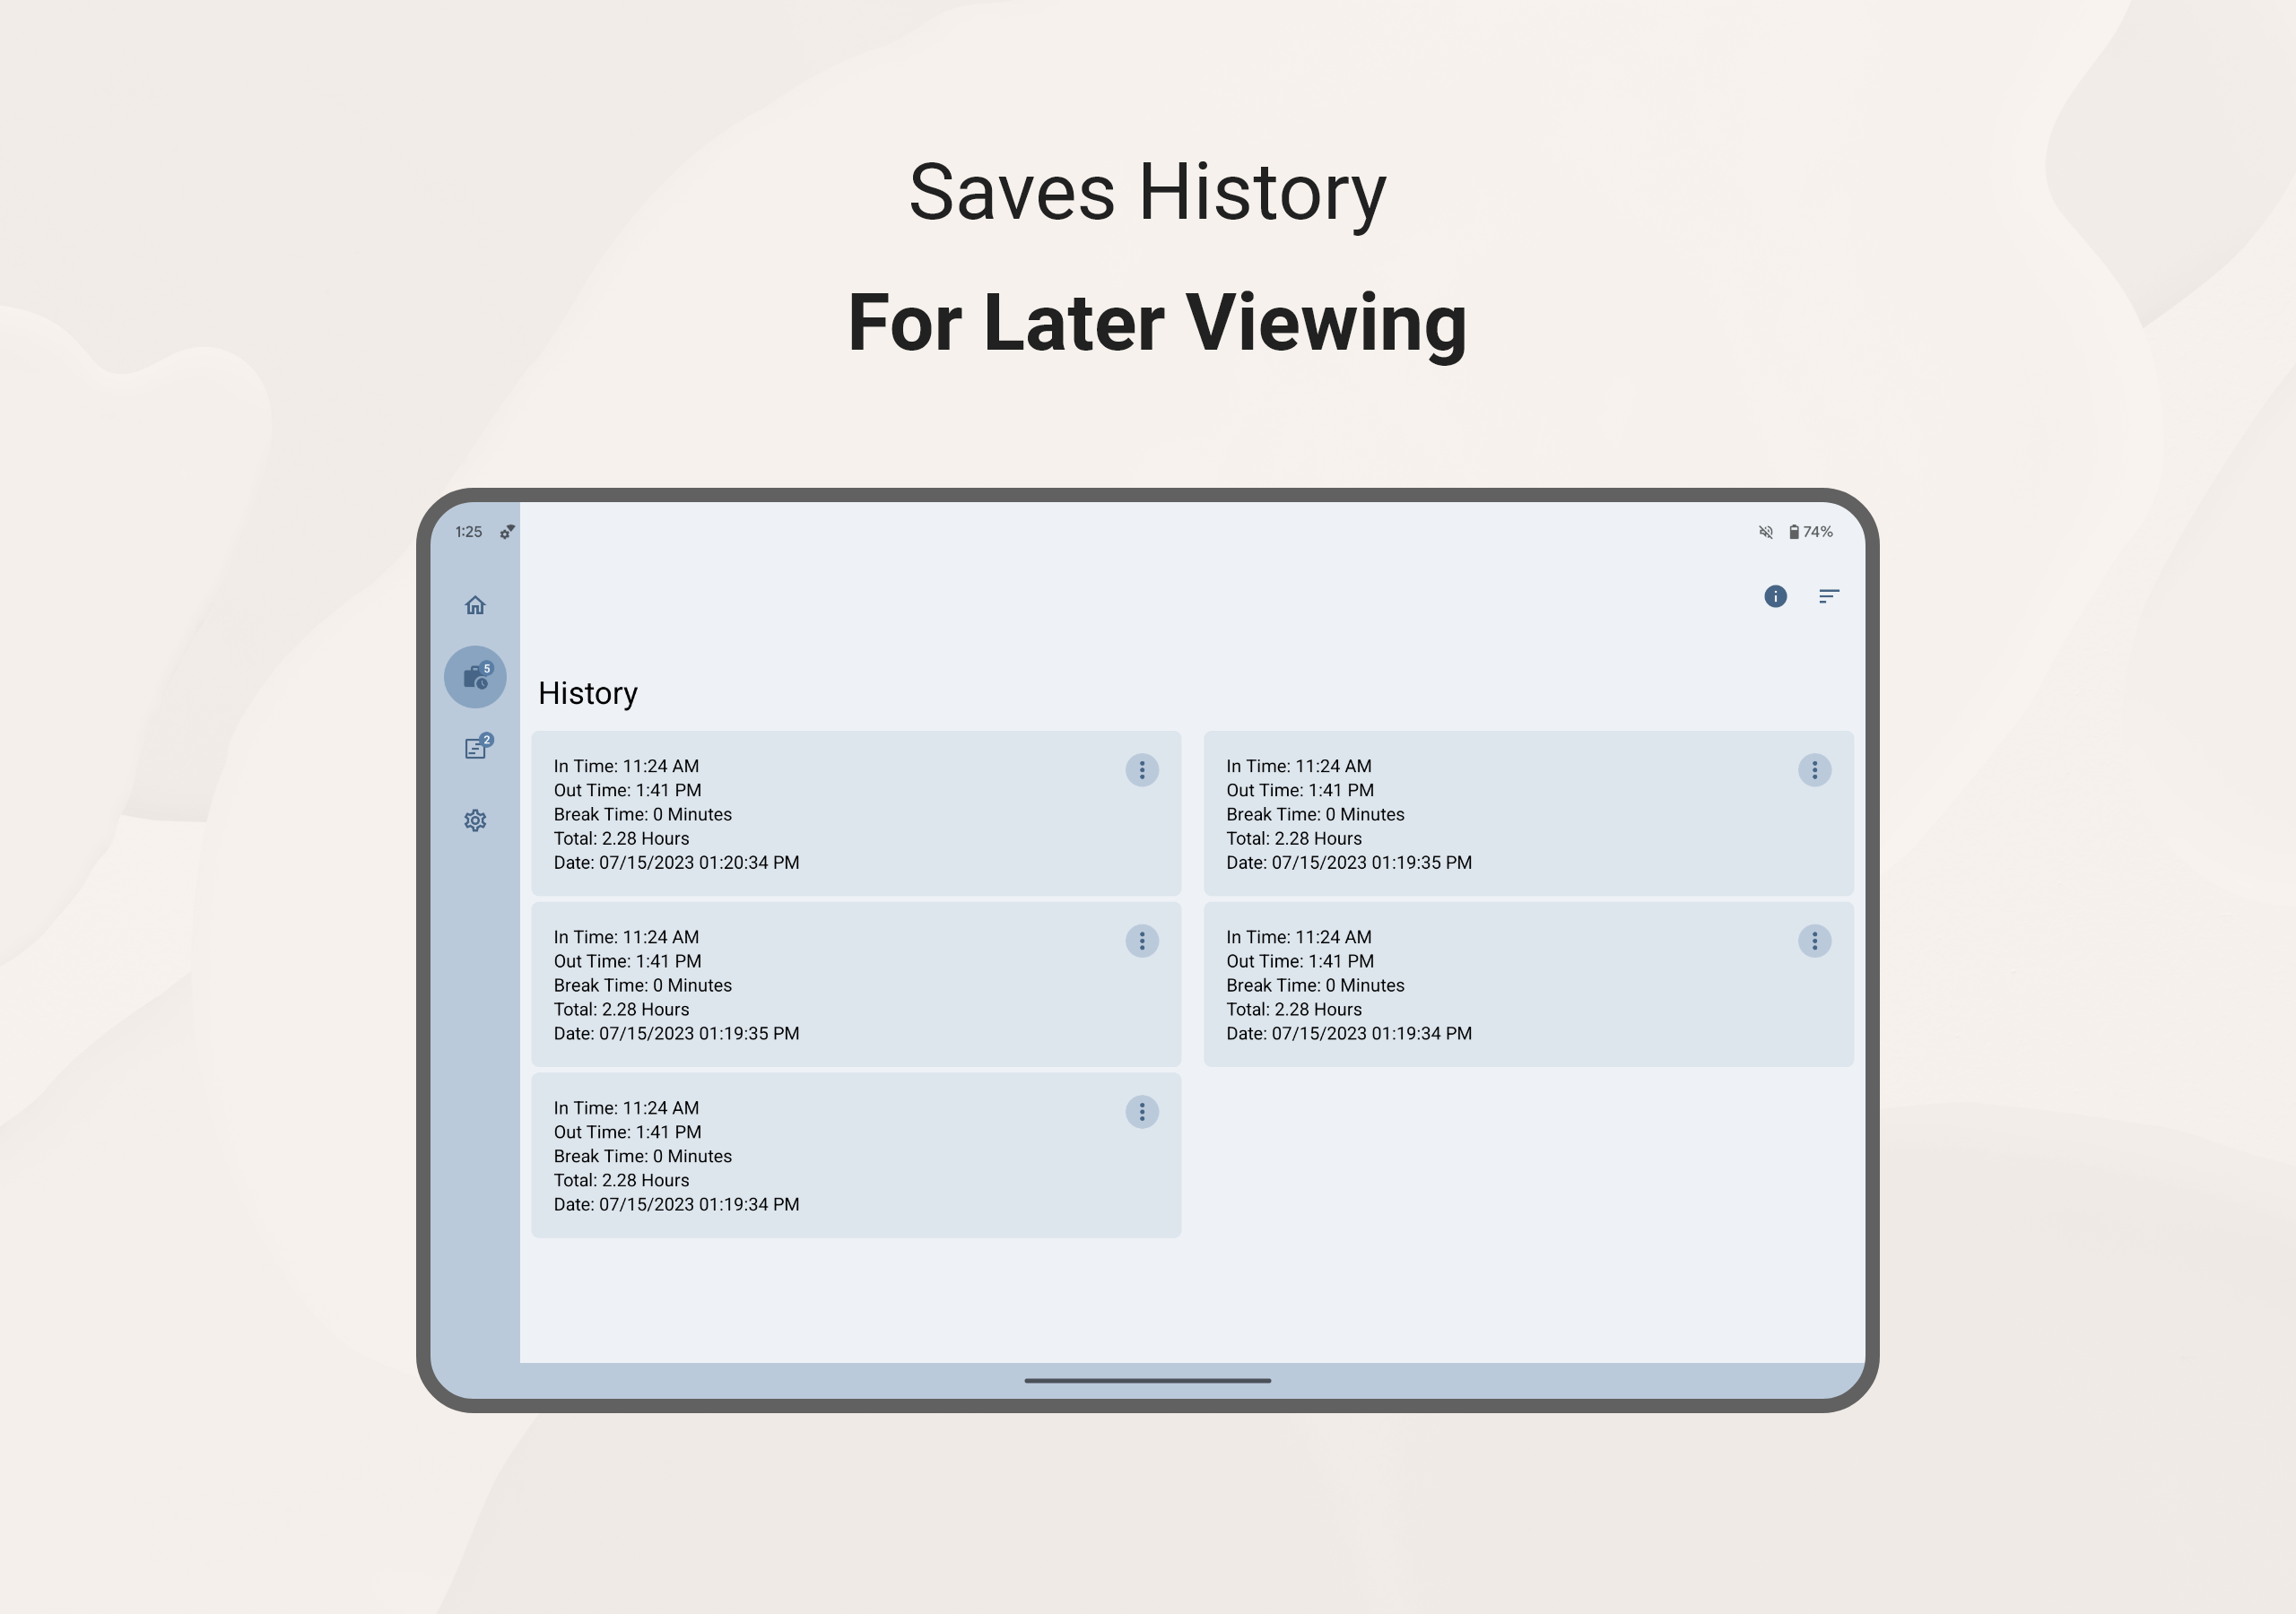 Saves History
For Later Viewing
1:25
74%
5
2
History
In Time: 11:24 AM
Out Time: 1:41 PM
Break Time: 0 Minutes
Total: 2.28 Hours
Date: 07/15/2023 01:20:34 PM
In Time: 11:24 AM
Out Time: 1:41 PM
Break Time: 0 Minutes
Total: 2.28 Hours
Date: 07/15/2023 01:19:35 PM
In Time: 11:24 AM
Out Time: 1:41 PM
Break Time: 0 Minutes
Total: 2.28 Hours
Date: 07/15/2023 01:19:35 PM
In Time: 11:24 AM
Out Time: 1:41 PM
Break Time: 0 Minutes
Total: 2.28 Hours
Date: 07/15/2023 01:19:34 PM
In Time: 11:24 AM
Out Time: 1:41 PM
Break Time: 0 Minutes
Total: 2.28 Hours
Date: 07/15/2023 01:19:34 PM